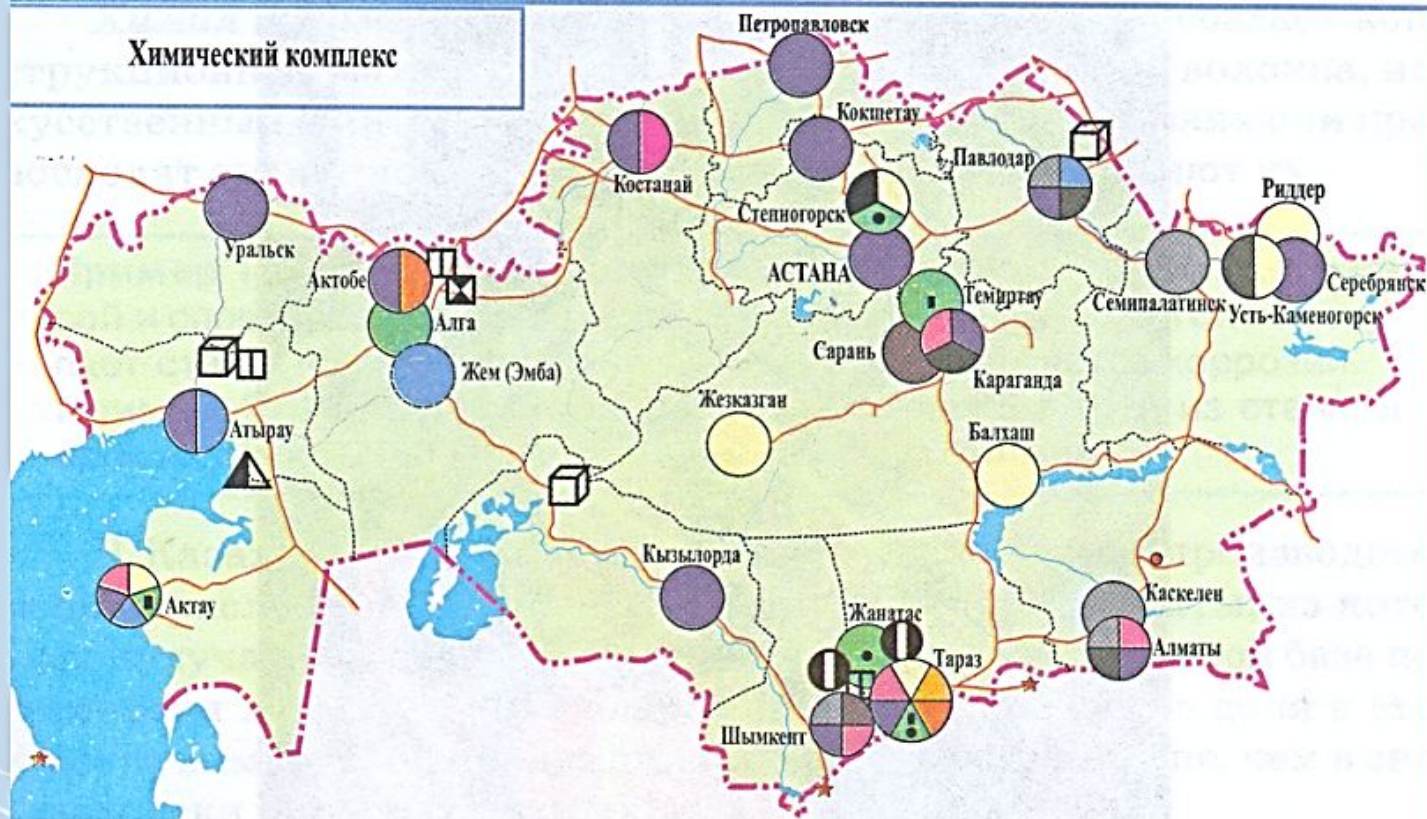 Химический комплекс
Петропавловск
Кокшетау
Костанай
Павлодар
Риддер
Степногорск
Уральск
АСТАНА
Актобе
Темиртау
Семипалатинск
Серебрянск
Усть-Каменогорск
Алга
Сарань
Жем (Эмба)
Караганда
Жезказган
Атырау
Балхаш
Кызылорда
Актау
Каскелен
Жанатас
Алматы
Тараз
Шымкент